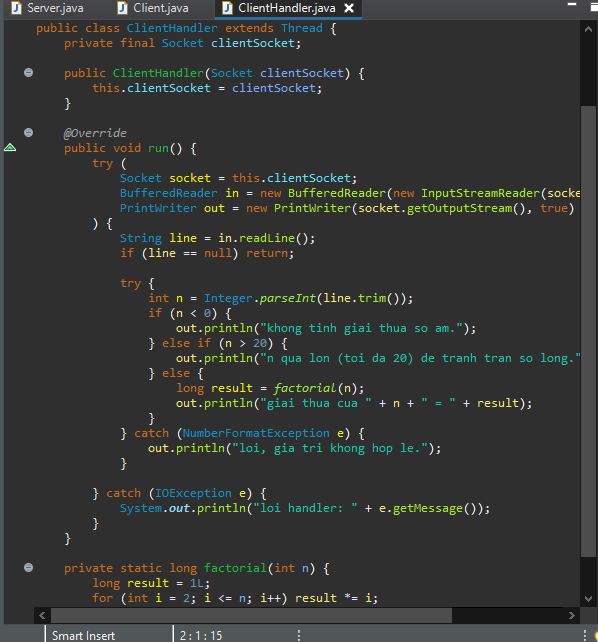 Server.java Client.java ClientHandler.java
public class ClientHandler extends Thread {
    private final Socket clientSocket;

    public ClientHandler(Socket clientSocket) {
        this.clientSocket = clientSocket;
    }

    @Override
    public void run() {
        try (
            Socket socket = this.clientSocket;
            BufferedReader in = new BufferedReader(new InputStreamReader(socke
            PrintWriter out = new PrintWriter(socket.getOutputStream(), true)
        ) {
            String line = in.readLine();
            if (line == null) return;

            try {
                int n = Integer.parseInt(line.trim());
                if (n < 0) {
                    out.println("khong tinh giai thua so am.");
                } else if (n > 20) {
                    out.println("n qua lon (toi da 20) de tranh tran so long."
                } else {
                    long result = factorial(n);
                    out.println("giai thua cua " + n + " = " + result);
                }
            } catch (NumberFormatException e) {
                out.println("loi, gia tri khong hop le.");
            }

        } catch (IOException e) {
            System.out.println("loi handler: " + e.getMessage());
        }
    }

    private static long factorial(int n) {
        long result = 1L;
        for (int i = 2; i <= n; i++) result *= i;
Smart Insert 2 : 1 : 15